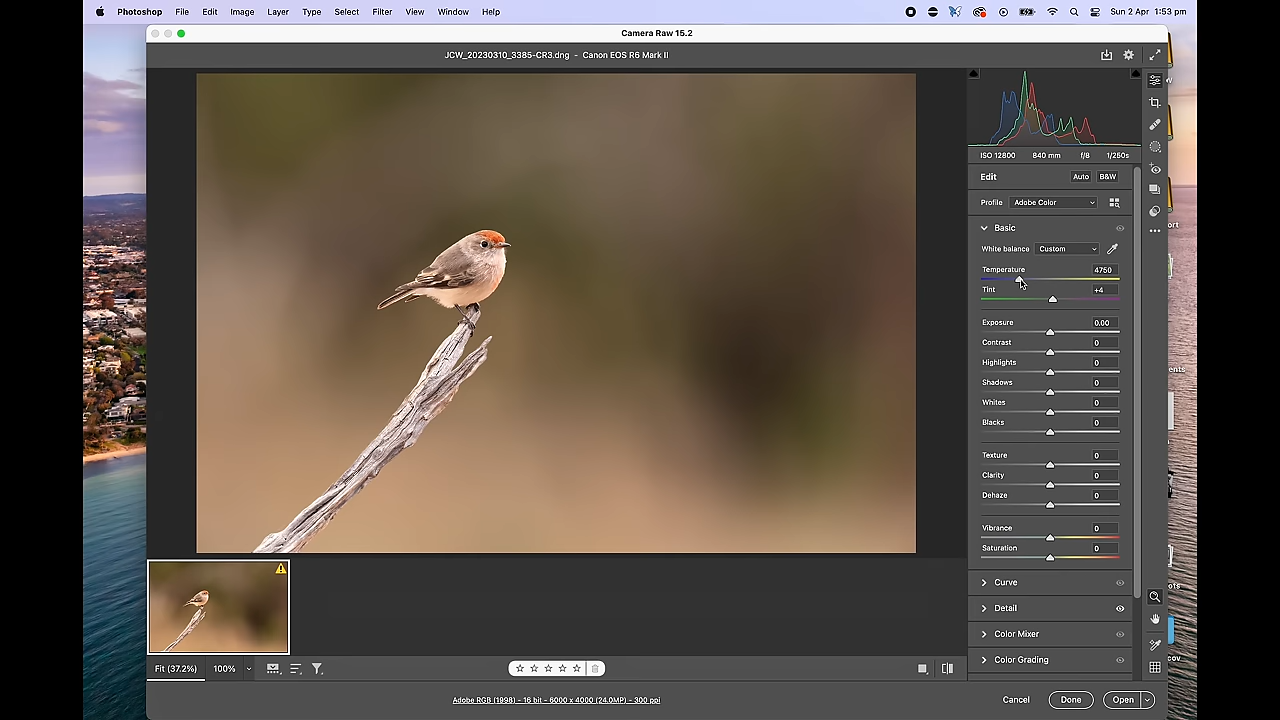 Photoshop File Edit Image Layer Type Select Filter View Window Help Sun 2 Apr 1:53 pm
Camera Raw 15.2
JCW_20230310_3385-CR3.dng - Canon EOS R6 Mark II
ISO 12800 840 mm f/8 1/250s
Edit Auto B&W
Profile Adobe Color
Basic
White balance Custom
Temperature 4750
Tint +4
Exposure 0.00
Contrast 0
Highlights 0
Shadows 0
Whites 0
Blacks 0
Texture 0
Clarity 0
Dehaze 0
Vibrance 0
Saturation 0
Curve
Detail
Color Mixer
Color Grading
Fit (37.2%) 100%
Adobe RGB (1998) - 16 bit - 6000 x 4000 (24.0MP) - 300 ppi
Cancel Done Open